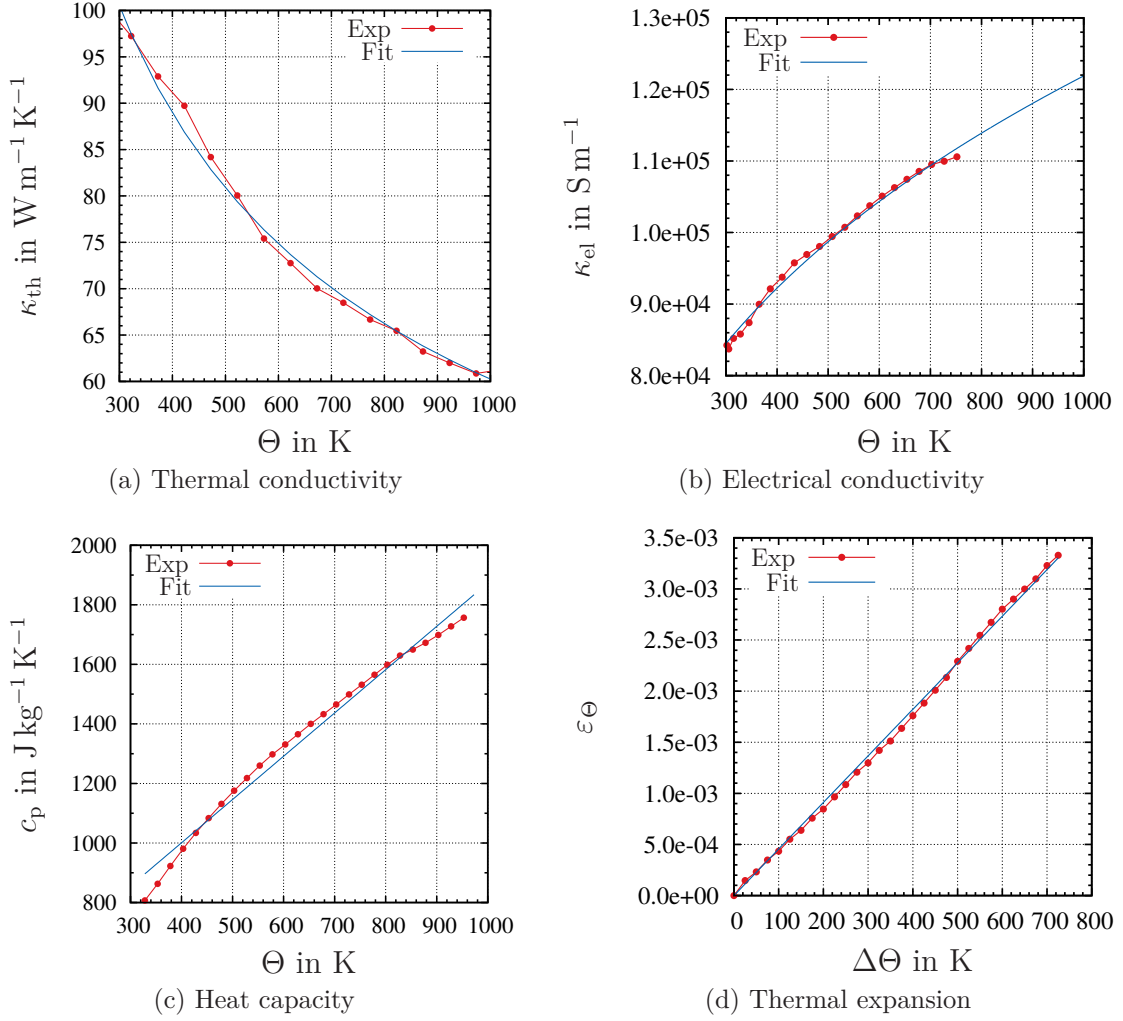 100
95
90
85
80
75
70
65
60
300 400 500 600 700 800 900 1000
κth in W m−1 K−1
Θ in K
Exp
Fit
(a) Thermal conductivity
1.3e+05
1.2e+05
1.1e+05
1.0e+05
9.0e+04
8.0e+04
300 400 500 600 700 800 900 1000
κel in S m−1
Θ in K
Exp
Fit
(b) Electrical conductivity
2000
1800
1600
1400
1200
1000
800
300 400 500 600 700 800 900 1000
cp in J kg−1 K−1
Θ in K
Exp
Fit
(c) Heat capacity
3.5e-03
3.0e-03
2.5e-03
2.0e-03
1.5e-03
1.0e-03
5.0e-04
0.0e+00
0 100 200 300 400 500 600 700 800
εΘ
ΔΘ in K
Exp
Fit
(d) Thermal expansion